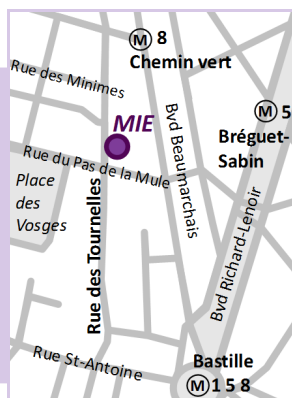 M 8
Chemin vert
Rue des Minimes
MIE
M 5
Bréguet-
Sabin
Bvd Beaumarchais
Rue du Pas de la Mule
Place
des
Vosges
Rue des Tournelles
Bvd Richard-Lenoir
Rue St-Antoine
Bastille
M 1 5 8